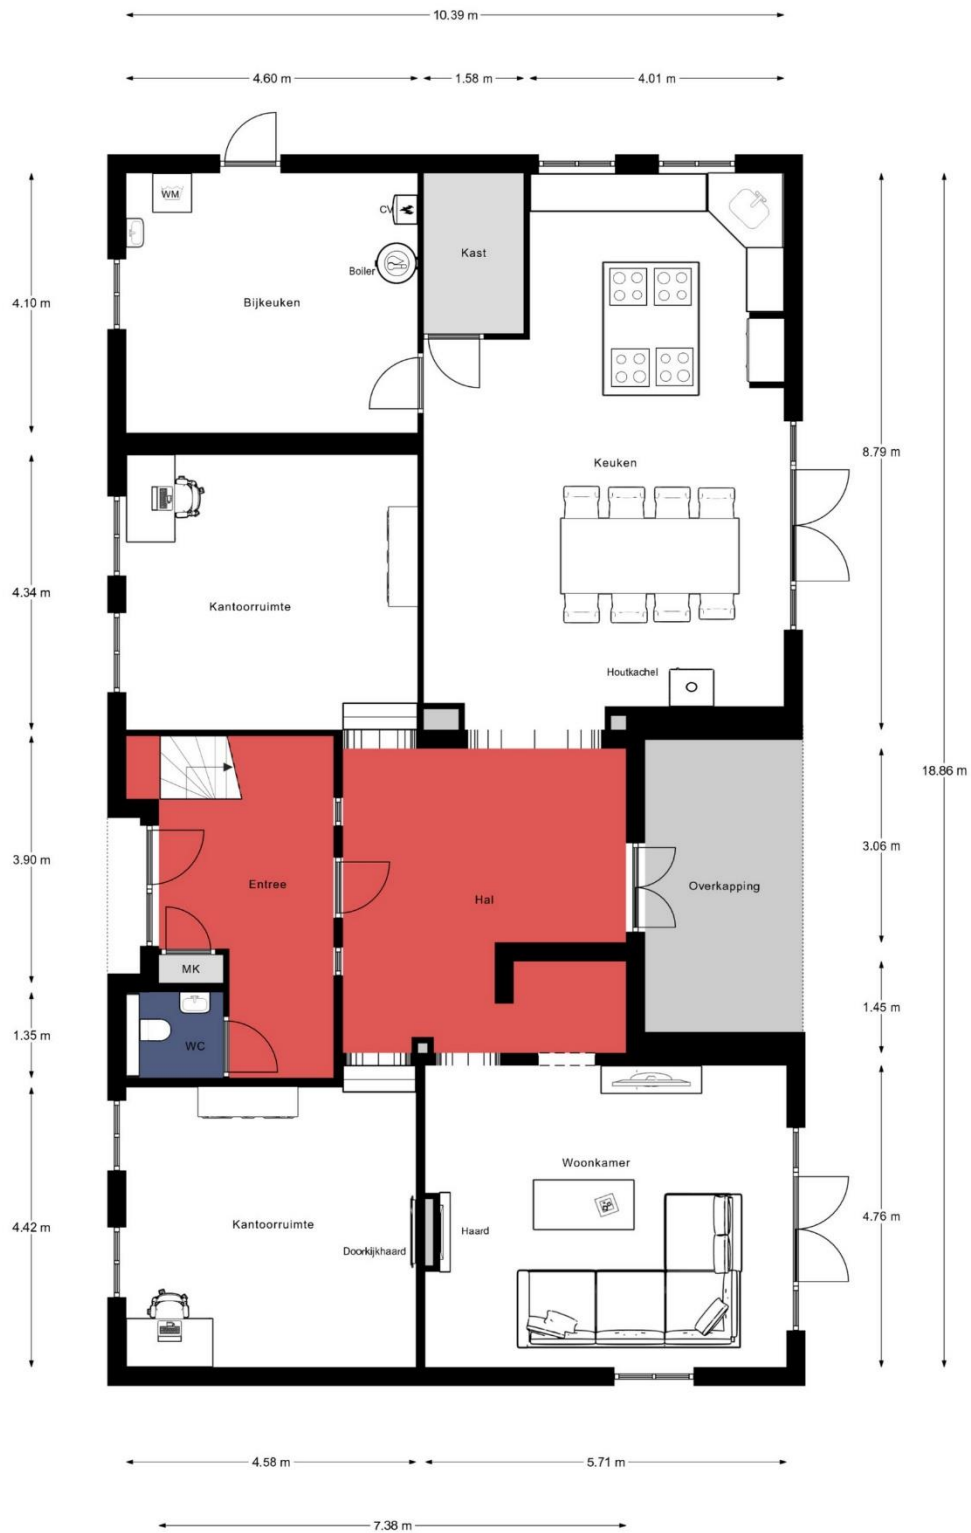 10.39 m
4.60 m
1.58 m
4.01 m
WM
CV
Kast
Boiler
Bijkeuken
4.10 m
Keuken
8.79 m
4.34 m
Kantoorruimte
Houtkachel
18.86 m
3.90 m
Entree
Hal
Overkapping
3.06 m
MK
1.45 m
1.35 m
WC
Woonkamer
4.42 m
Kantoorruimte
Doorkijkhaard
Haard
4.76 m
4.58 m
5.71 m
7.38 m